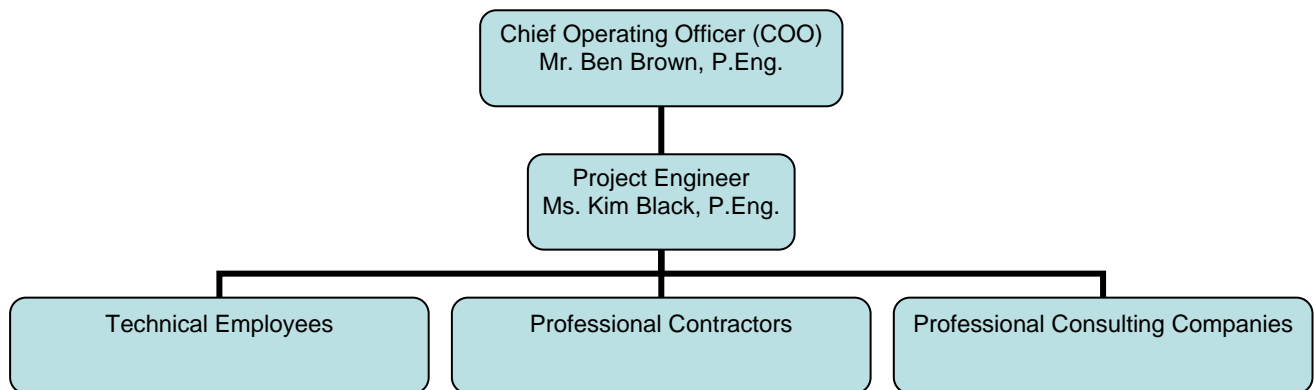 Chief Operating Officer (COO)
Mr. Ben Brown, P.Eng.
Project Engineer
Ms. Kim Black, P.Eng.
Technical Employees
Professional Contractors
Professional Consulting Companies